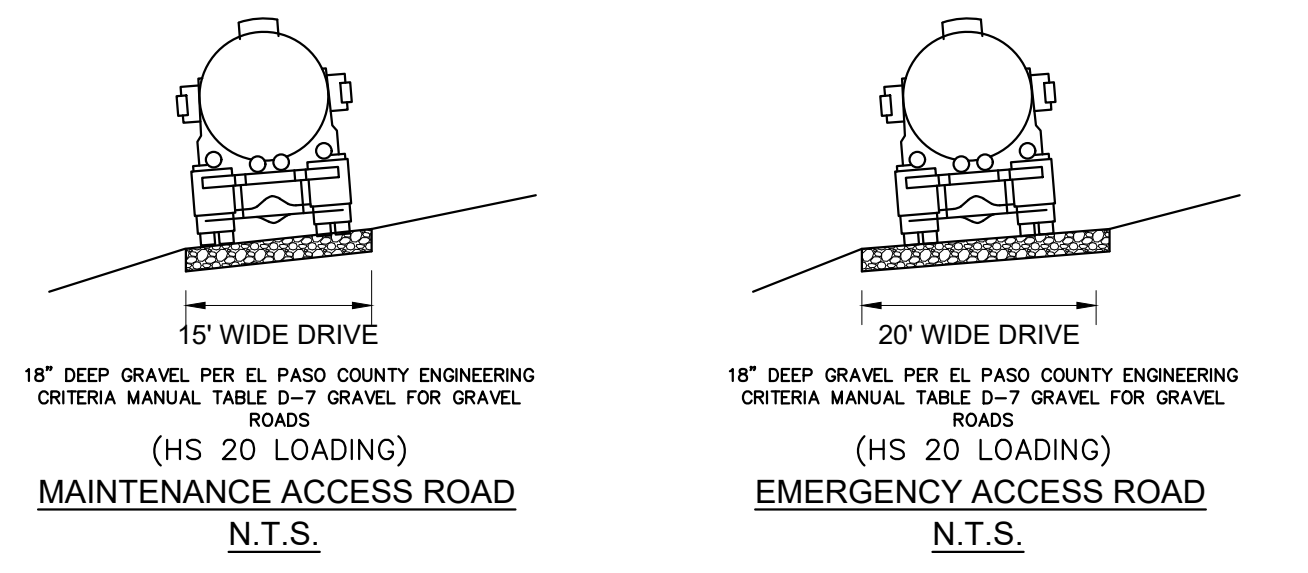 15' WIDE DRIVE
18" DEEP GRAVEL PER EL PASO COUNTY ENGINEERING
CRITERIA MANUAL TABLE D-7 GRAVEL FOR GRAVEL
ROADS
(HS 20 LOADING)
MAINTENANCE ACCESS ROAD
N.T.S.
20' WIDE DRIVE
18" DEEP GRAVEL PER EL PASO COUNTY ENGINEERING
CRITERIA MANUAL TABLE D-7 GRAVEL FOR GRAVEL
ROADS
(HS 20 LOADING)
EMERGENCY ACCESS ROAD
N.T.S.